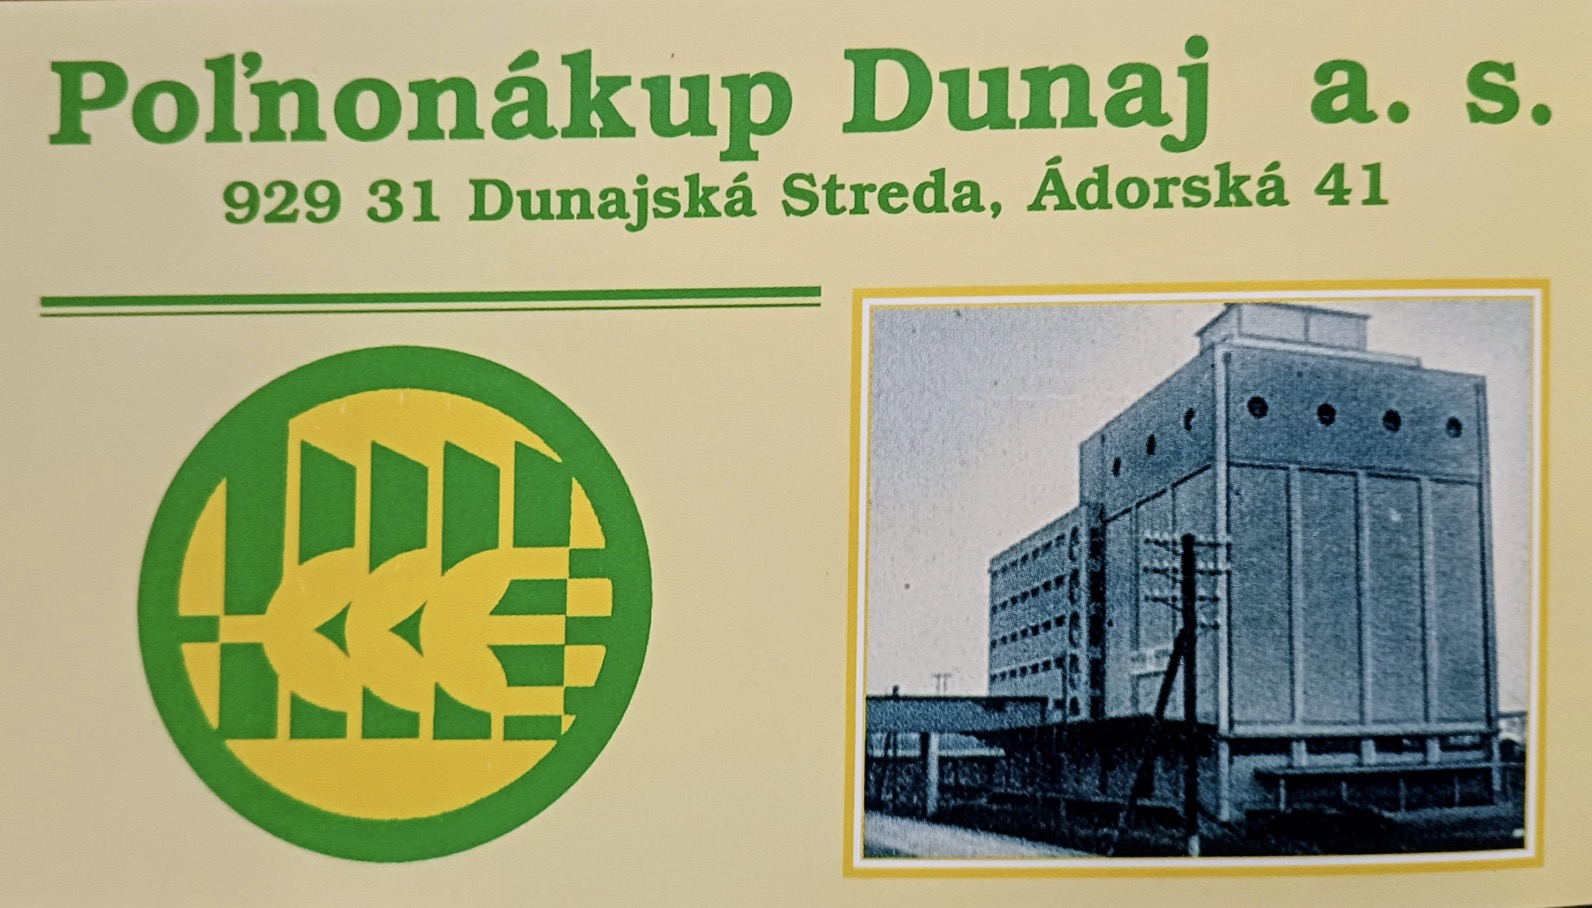 Poľnonákup Dunaj a. s.
929 31 Dunajská Streda, Ádorská 41